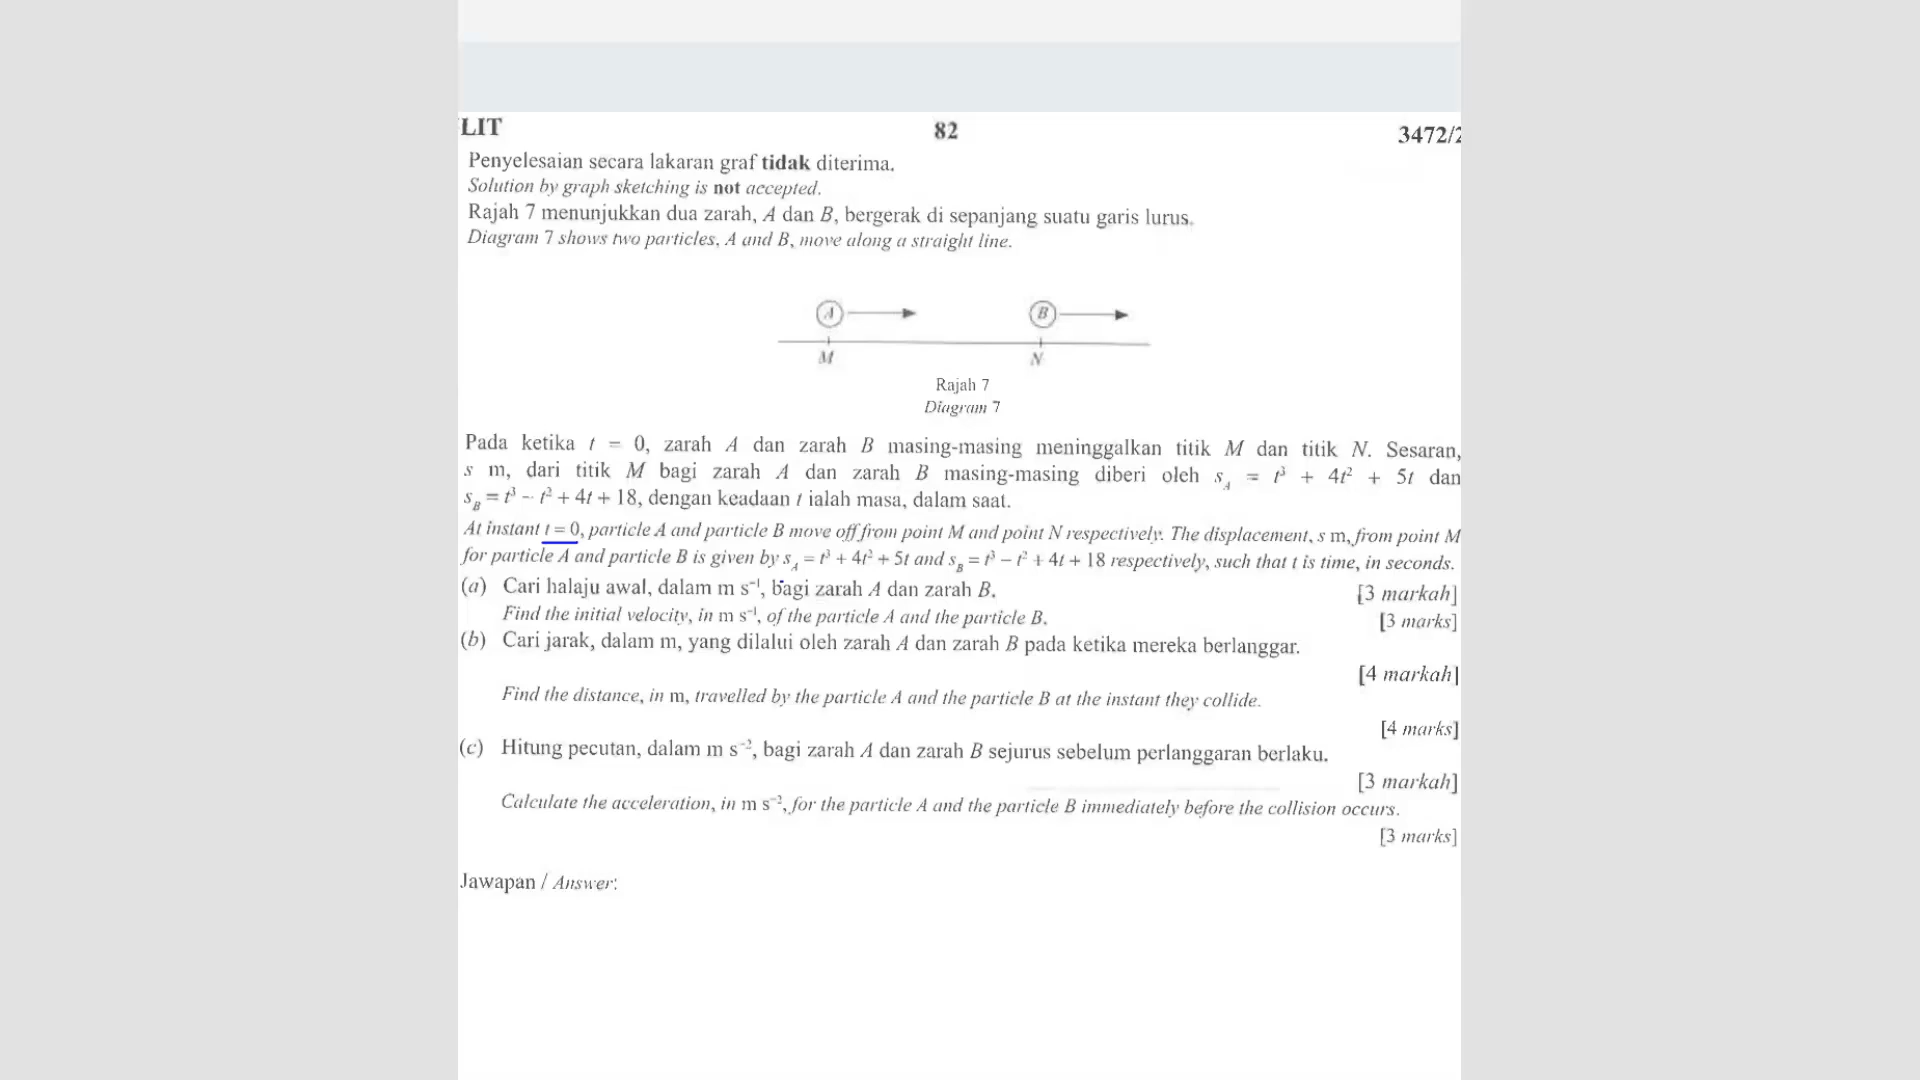 LIT 82 3472/2
Penyelesaian secara lakaran graf tidak diterima.
Solution by graph sketching is not accepted.
Rajah 7 menunjukkan dua zarah, A dan B, bergerak di sepanjang suatu garis lurus.
Diagram 7 shows two particles, A and B, move along a straight line.
A B
M N
Rajah 7
Diagram 7
Pada ketika t = 0, zarah A dan zarah B masing-masing meninggalkan titik M dan titik N. Sesaran,
s m, dari titik M bagi zarah A dan zarah B masing-masing diberi oleh s_A = t³ + 4t² + 5t dan
s_B = t³ – t² + 4t + 18, dengan keadaan t ialah masa, dalam saat.
At instant t = 0, particle A and particle B move off from point M and point N respectively. The displacement, s m, from point M
for particle A and particle B is given by s_A = t³ + 4t² + 5t and s_B = t³ – t² + 4t + 18 respectively, such that t is time, in seconds.
(a) Cari halaju awal, dalam m s⁻¹, bagi zarah A dan zarah B.
[3 markah]
Find the initial velocity, in m s⁻¹, of the particle A and the particle B.
[3 marks]
(b) Cari jarak, dalam m, yang dilalui oleh zarah A dan zarah B pada ketika mereka berlanggar.
[4 markah]
Find the distance, in m, travelled by the particle A and the particle B at the instant they collide.
[4 marks]
(c) Hitung pecutan, dalam m s⁻², bagi zarah A dan zarah B sejurus sebelum perlanggaran berlaku.
[3 markah]
Calculate the acceleration, in m s⁻², for the particle A and the particle B immediately before the collision occurs.
[3 marks]
Jawapan / Answer: